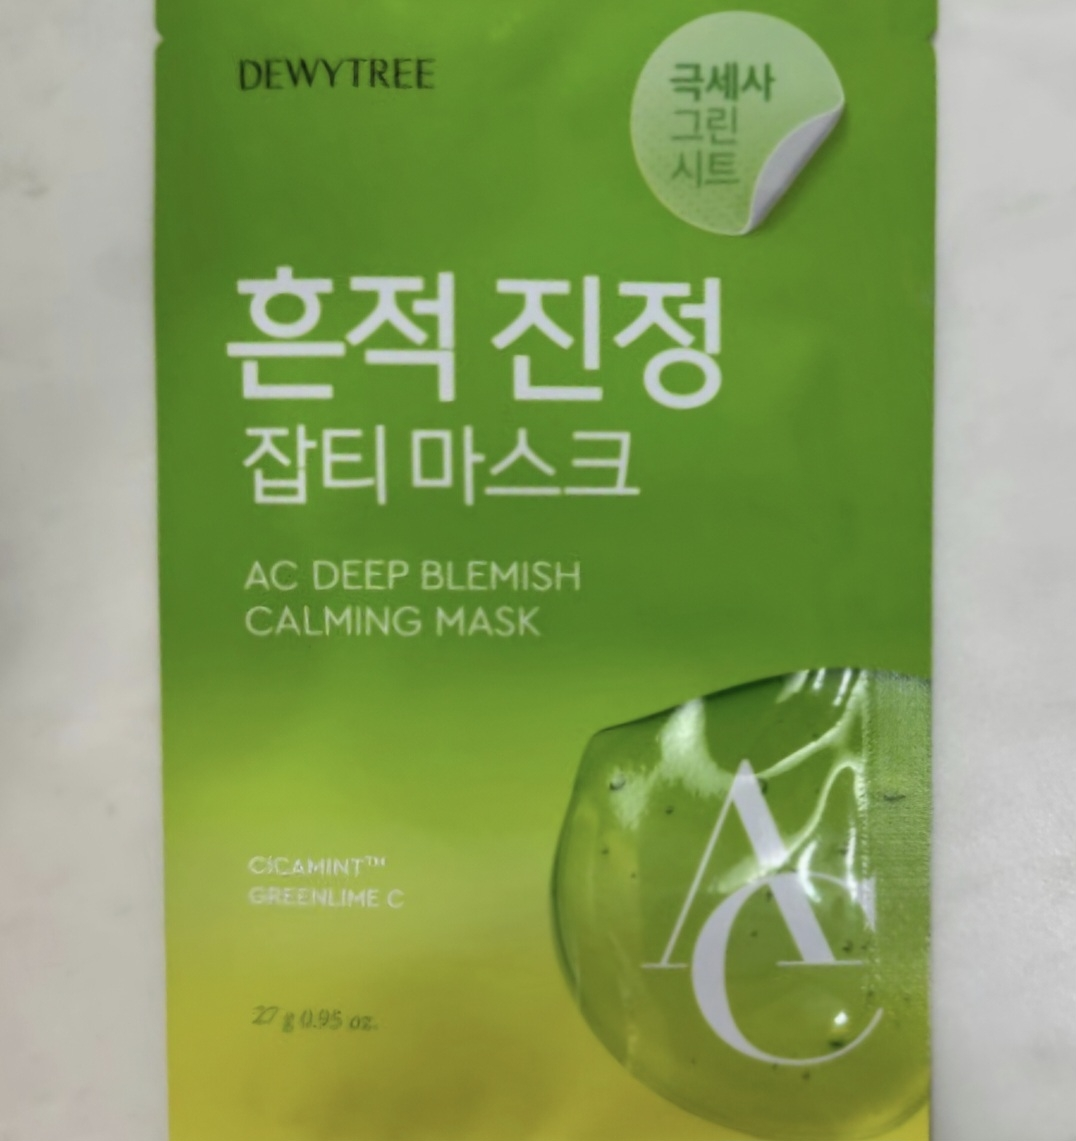 DEWYTREE
극세사
그린
시트
흔적 진정
잡티 마스크
AC DEEP BLEMISH
CALMING MASK
CICAMINT™
GREENLIME C
27 g 0.95 oz.
AC